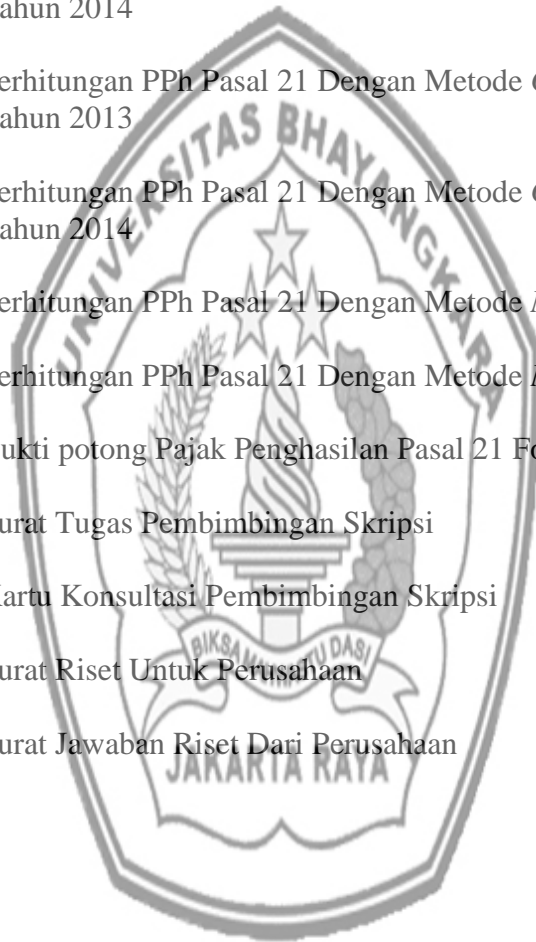 ahun 2014
erhitungan PPh Pasal 21 Dengan Metode
ahun 2013
erhitungan PPh Pasal 21 Dengan Metode
ahun 2014
erhitungan PPh Pasal 21 Dengan Metode
erhitungan PPh Pasal 21 Dengan Metode
ukti potong Pajak Penghasilan Pasal 21 Fo
urat Tugas Pembimbingan Skripsi
Kartu Konsultasi Pembimbingan Skripsi
urat Riset Untuk Perusahaan
urat Jawaban Riset Dari Perusahaan
UNIVERSITAS BHAYANGKARA
JAKARTA RAYA